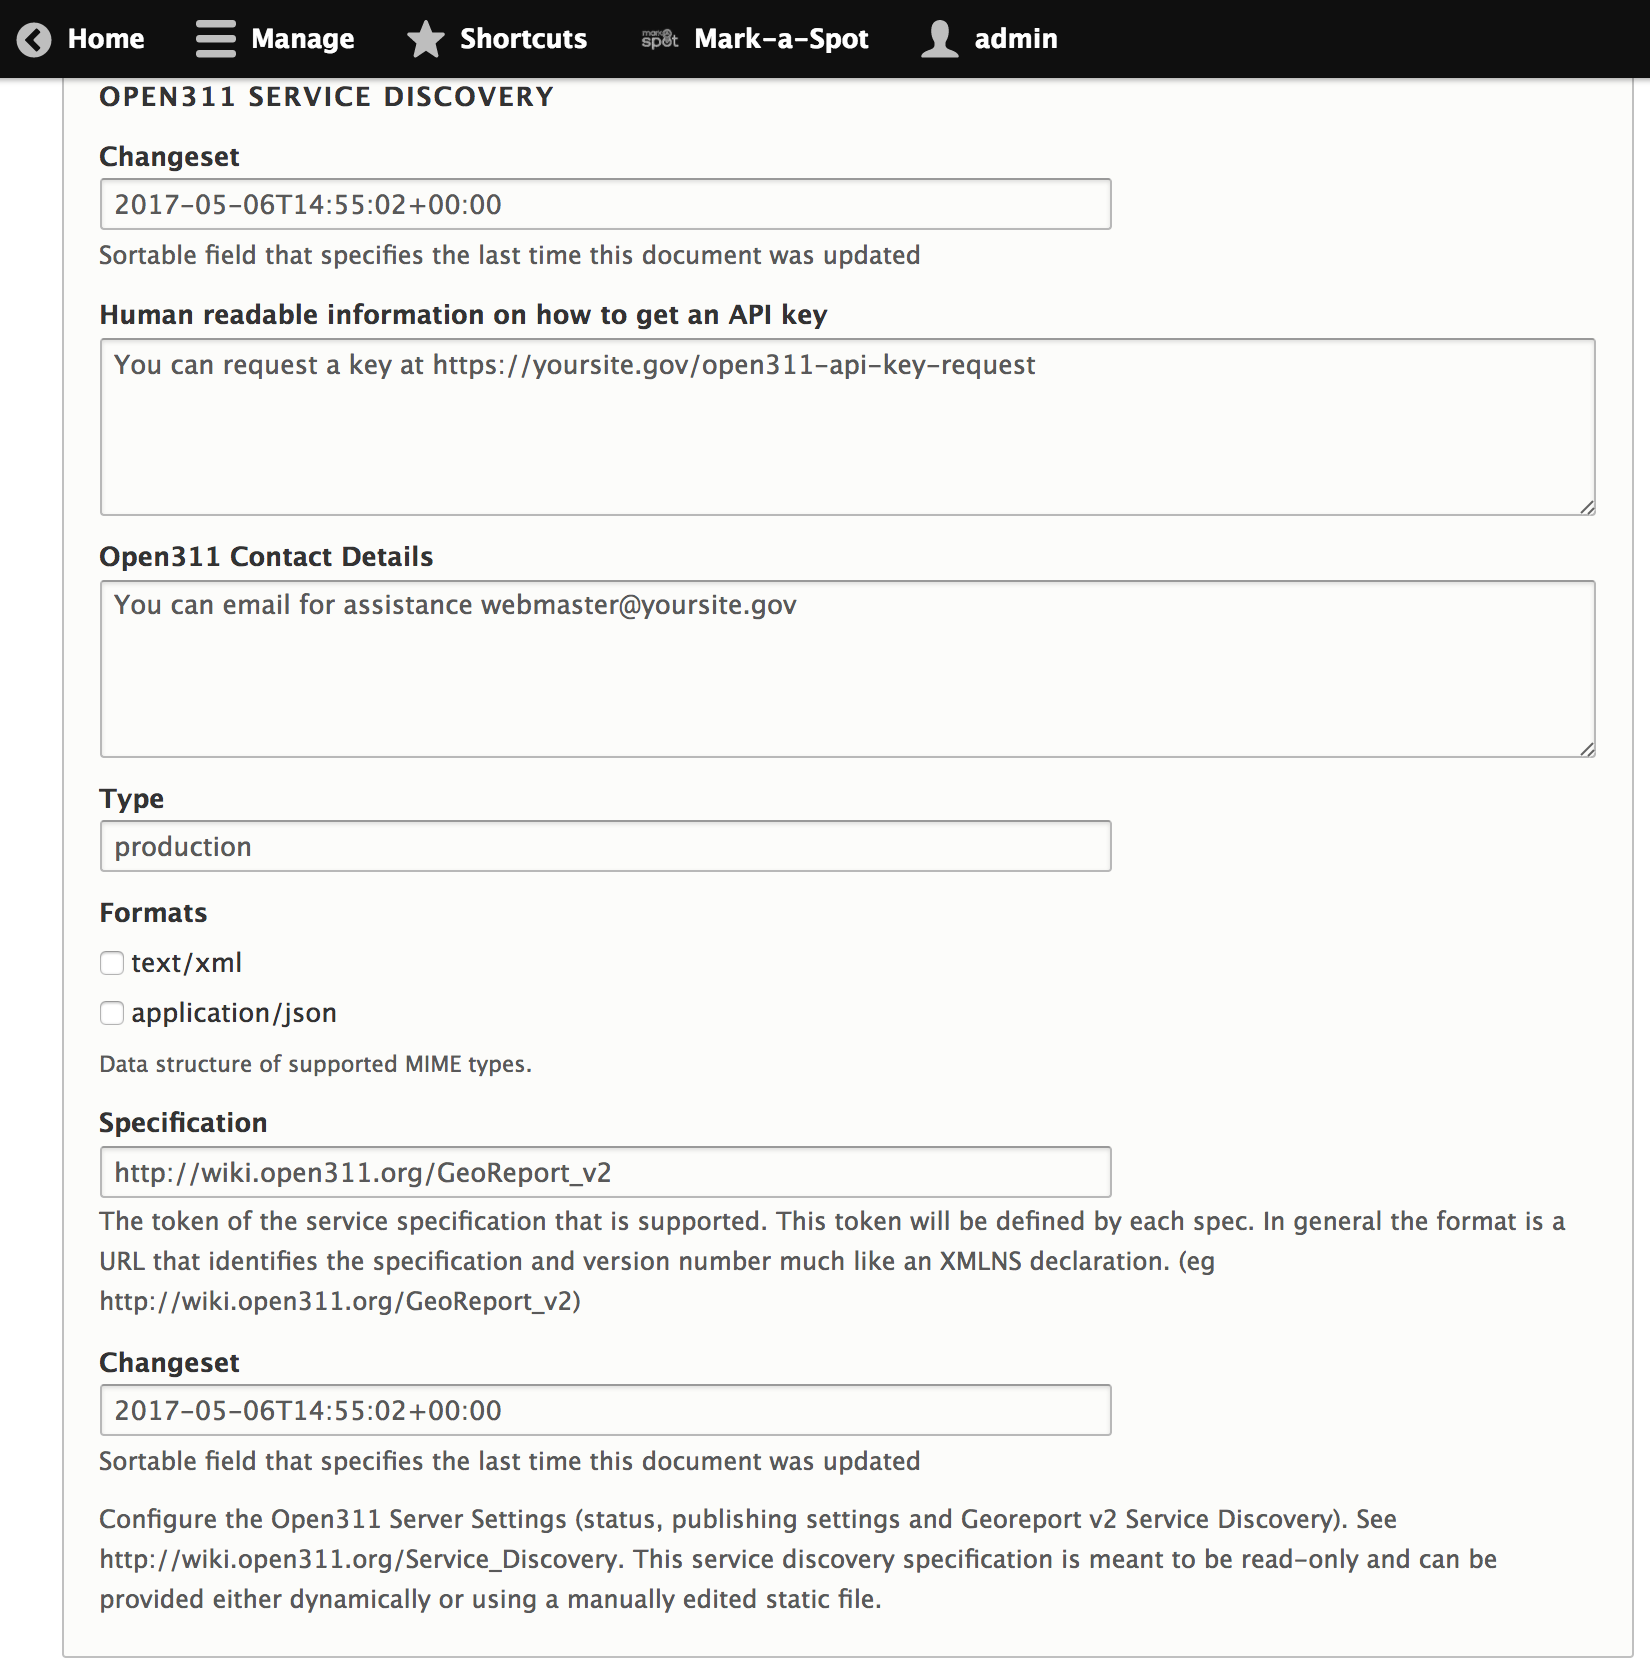 Home Manage Shortcuts mark a spot Mark-a-Spot admin
OPEN311 SERVICE DISCOVERY
Changeset
2017-05-06T14:55:02+00:00
Sortable field that specifies the last time this document was updated
Human readable information on how to get an API key
You can request a key at https://yoursite.gov/open311-api-key-request
Open311 Contact Details
You can email for assistance webmaster@yoursite.gov
Type
production
Formats
text/xml
application/json
Data structure of supported MIME types.
Specification
http://wiki.open311.org/GeoReport_v2
The token of the service specification that is supported. This token will be defined by each spec. In general the format is a
URL that identifies the specification and version number much like an XMLNS declaration. (eg
http://wiki.open311.org/GeoReport_v2)
Changeset
2017-05-06T14:55:02+00:00
Sortable field that specifies the last time this document was updated
Configure the Open311 Server Settings (status, publishing settings and Georeport v2 Service Discovery). See
http://wiki.open311.org/Service_Discovery. This service discovery specification is meant to be read-only and can be
provided either dynamically or using a manually edited static file.